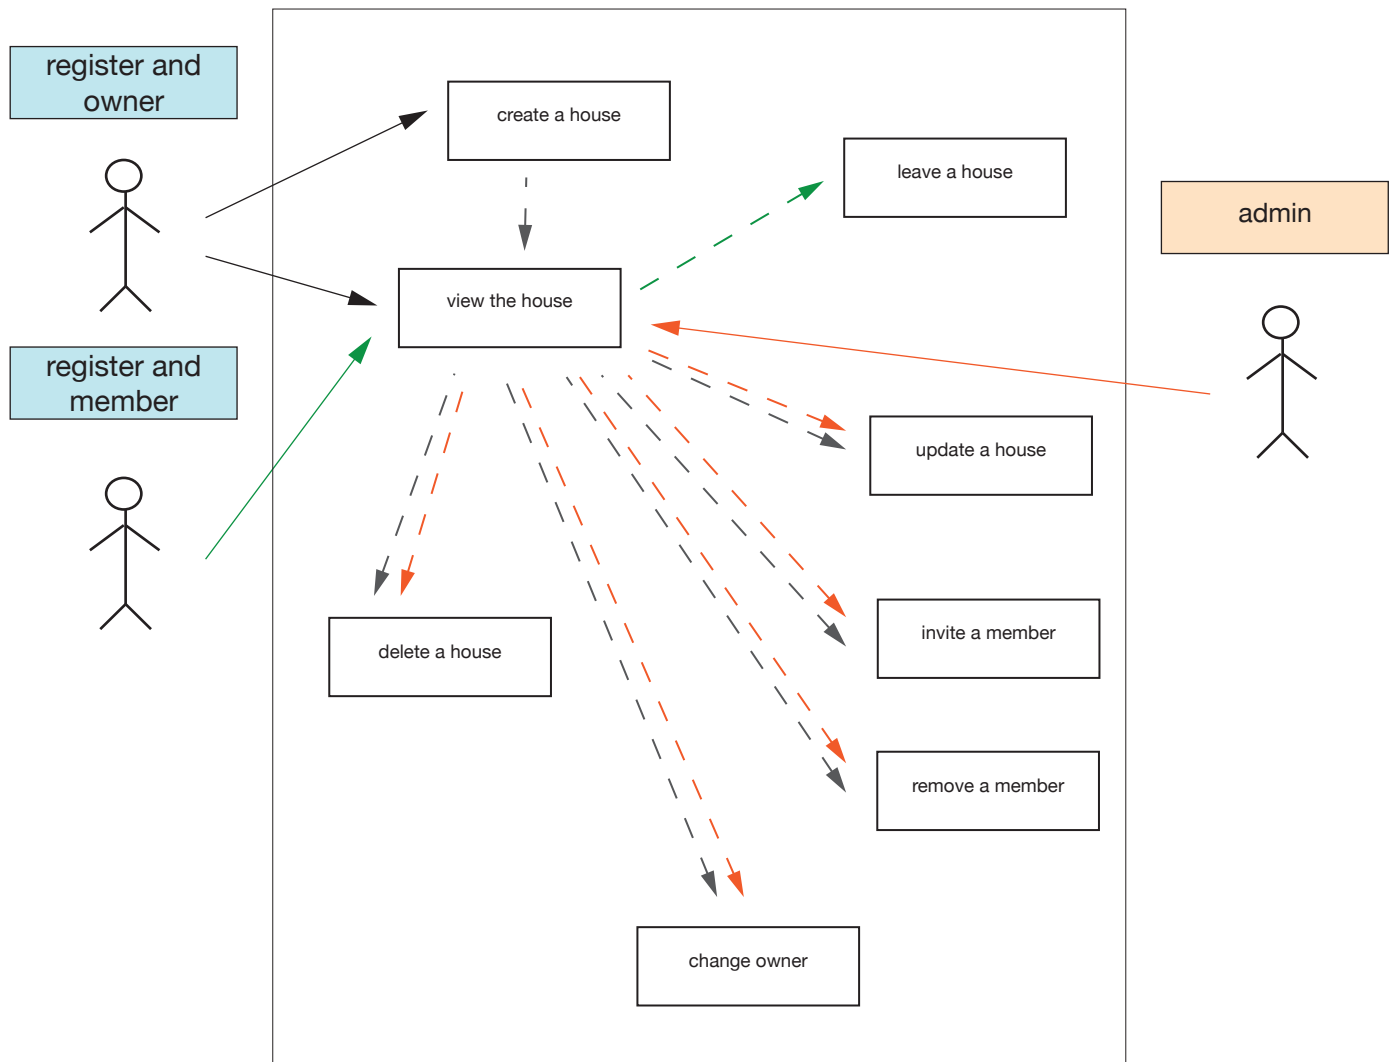 register and
owner
create a house
leave a house
admin
view the house
register and
member
update a house
invite a member
delete a house
remove a member
change owner